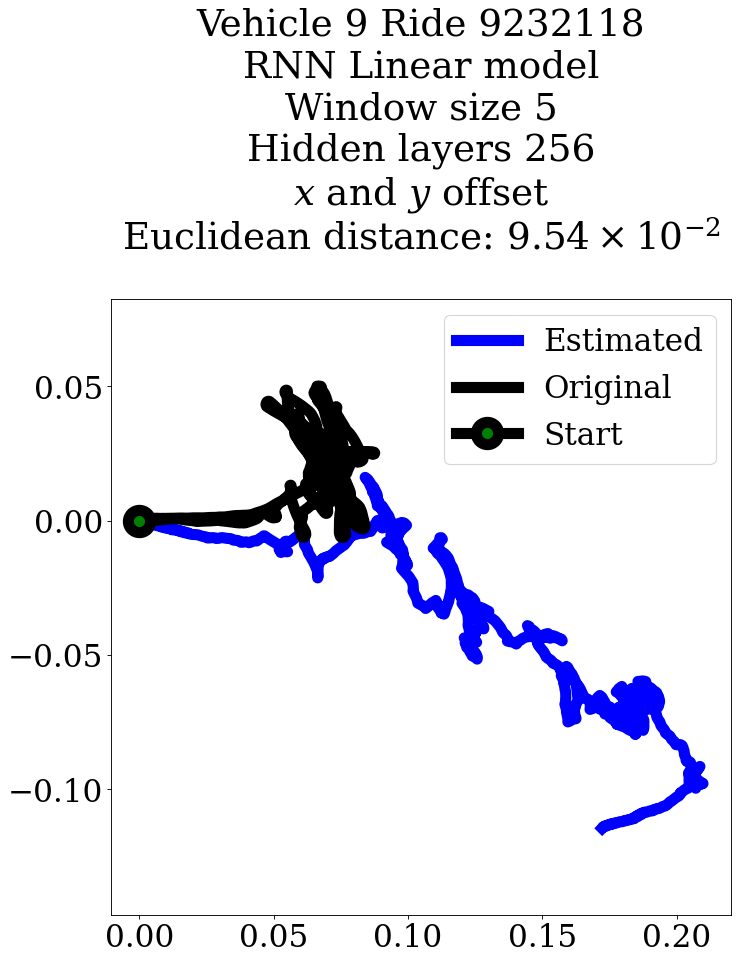 Vehicle 9 Ride 9232118
RNN Linear model
Window size 5
Hidden layers 256
x and y offset
Euclidean distance: 9.54 × 10⁻²
Estimated
Original
Start
0.05
0.00
−0.05
−0.10
0.00 0.05 0.10 0.15 0.20